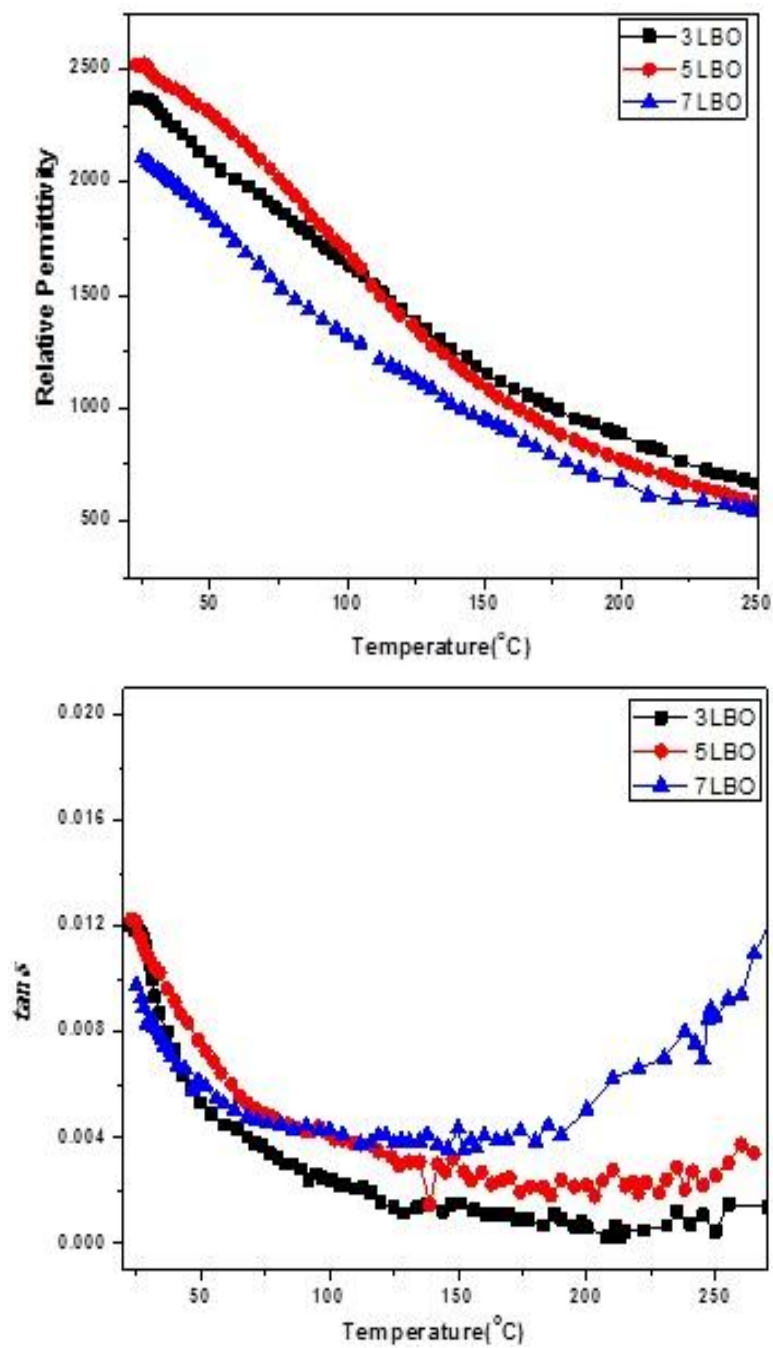 3LBO
5LBO
7LBO
2500
2000
1500
1000
500
Relative Permittivity
50 100 150 200 250
Temperature(°C)
3LBO
5LBO
7LBO
0.020
0.016
0.012
0.008
0.004
0.000
tan s
50 100 150 200 250
Temperature(°C)